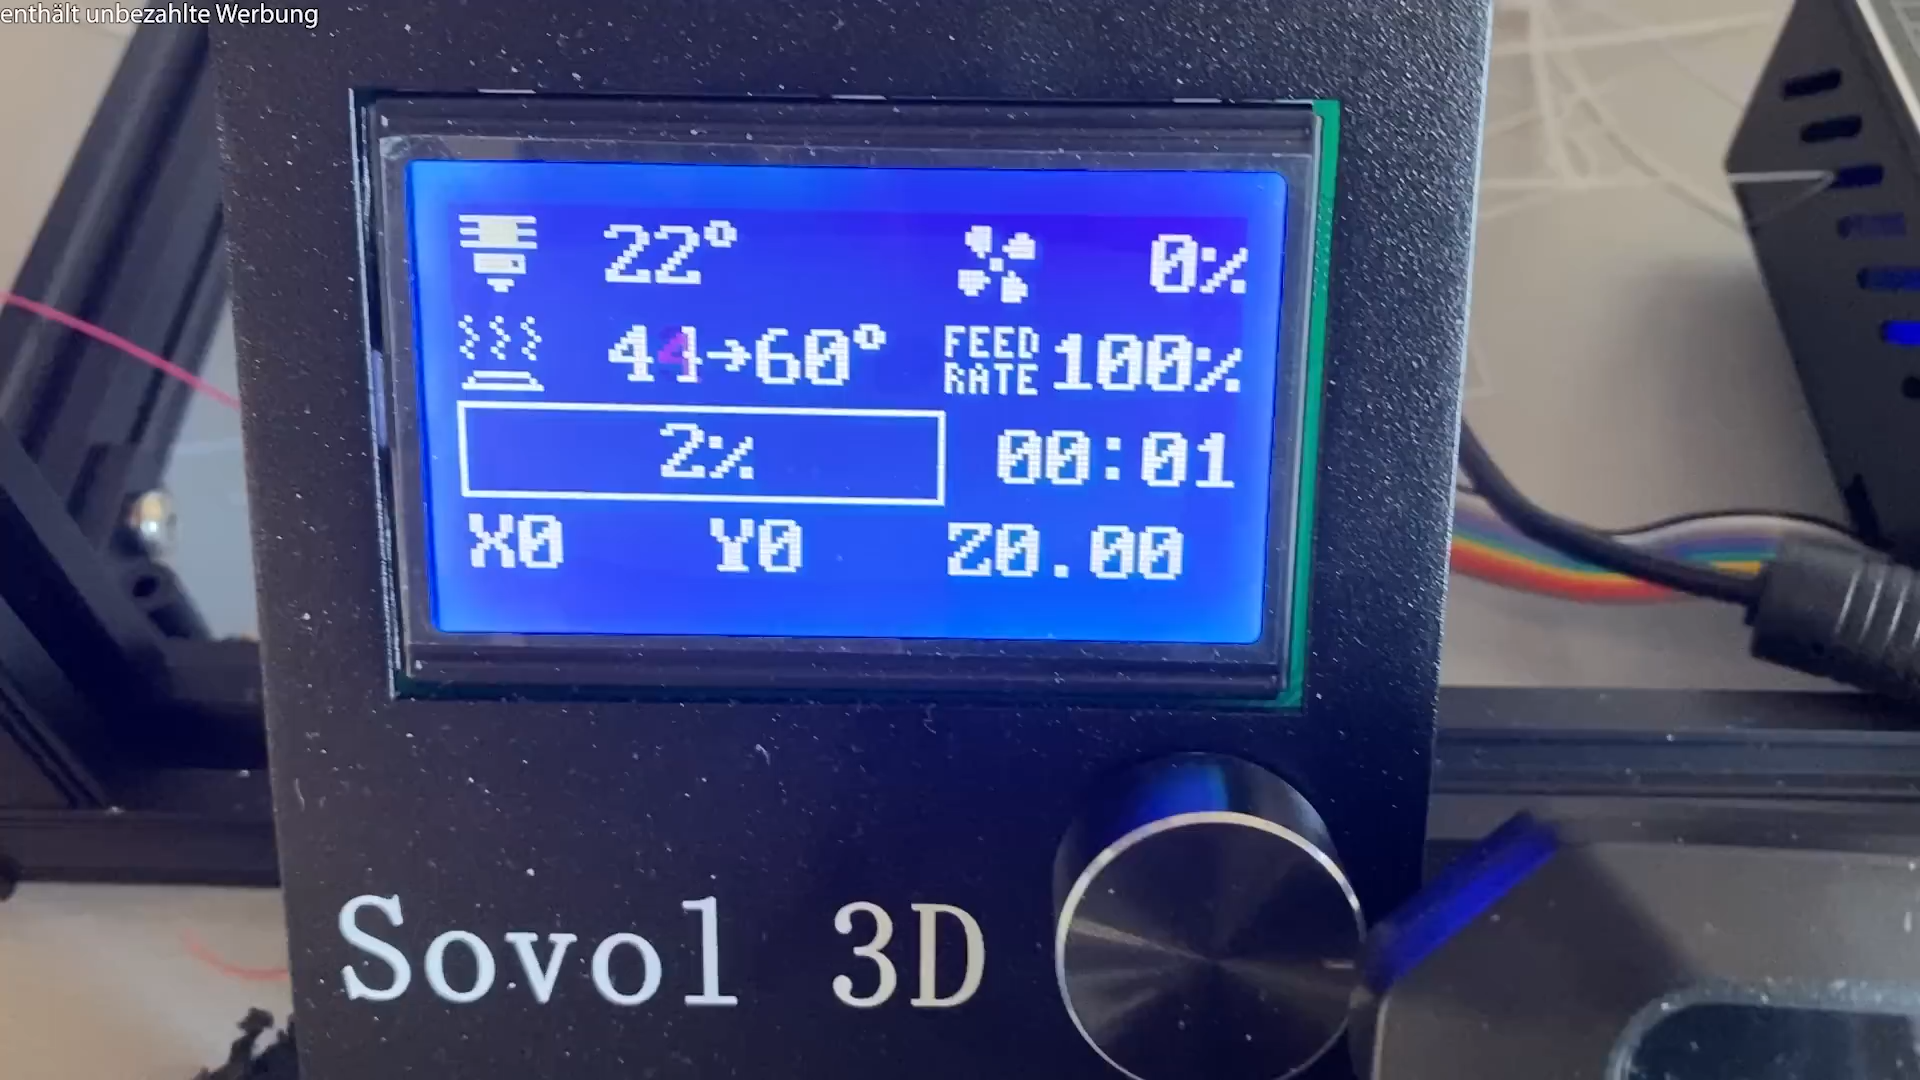 enthält unbezahlte Werbung
22° 0%
44→60° FEED RATE 100%
2% 00:01
X0 Y0 Z0.00
Sovol 3D